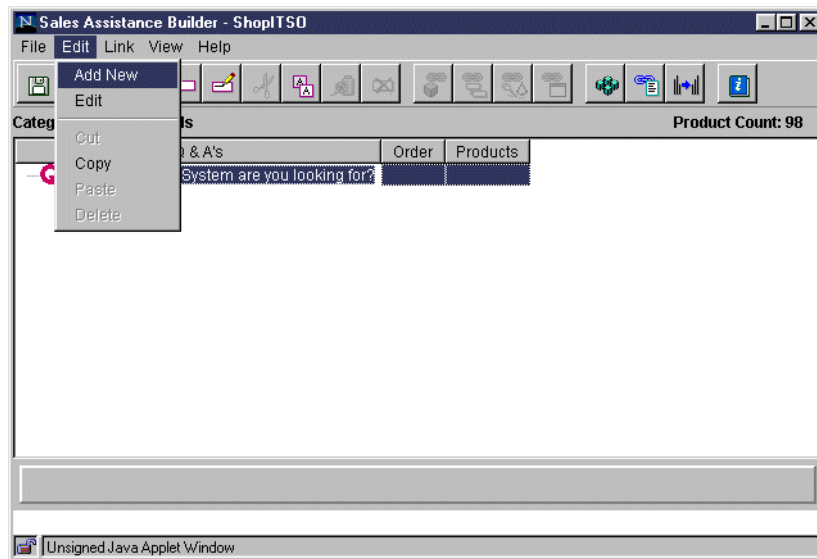 Sales Assistance Builder - ShopITSO
File Edit Link View Help
Add New
Edit
Cut
Copy
Paste
Delete
Categ ls Product Count: 98
& A's Order Products
System are you looking for?
Unsigned Java Applet Window